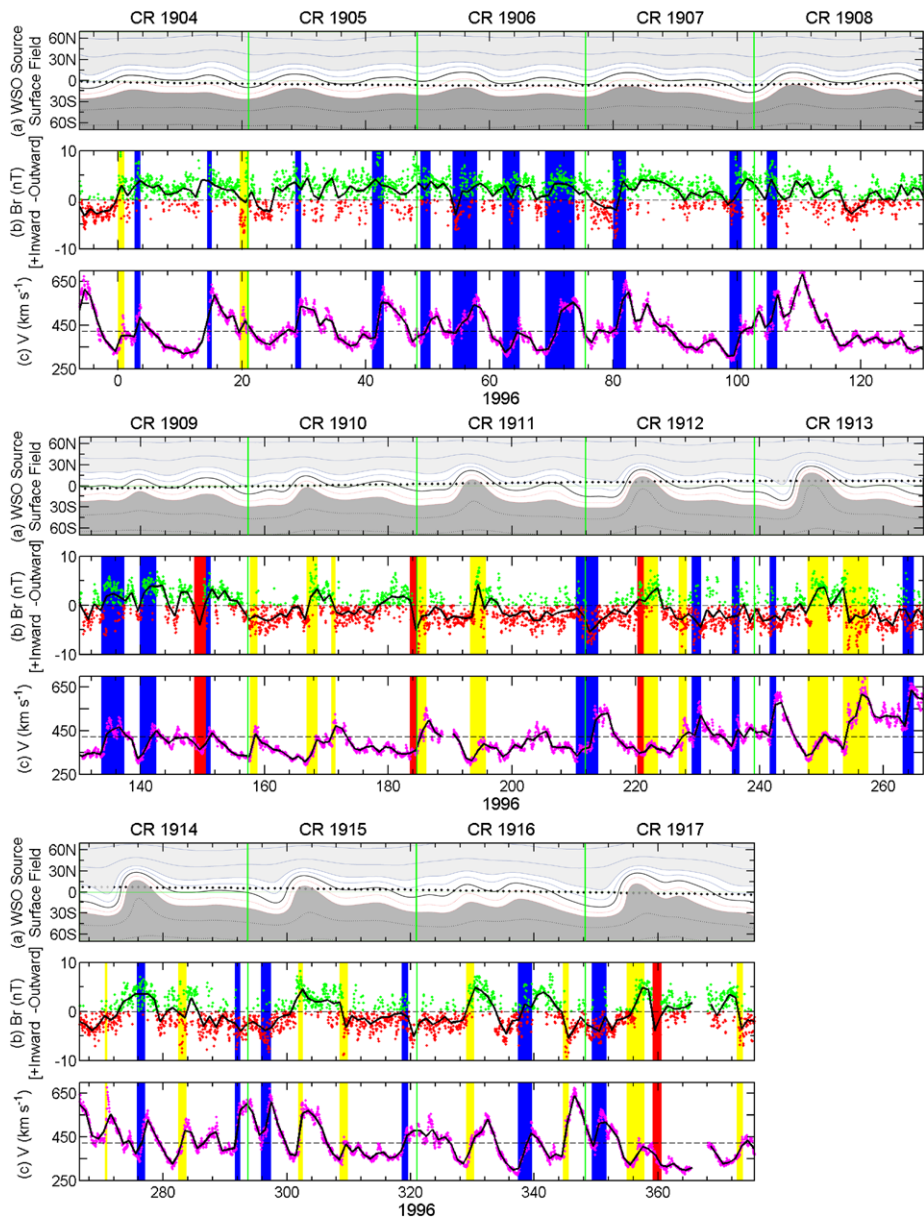 CR 1904 CR 1905 CR 1906 CR 1907 CR 1908
(a) WSO Source
Surface Field
60N
30N
0
30S
60S
(b) Br (nT)
[+Inward -Outward]
10
0
-10
(c) V (km s⁻¹)
650
450
250
0 20 40 60 80 100 120
1996
CR 1909 CR 1910 CR 1911 CR 1912 CR 1913
(a) WSO Source
Surface Field
60N
30N
0
30S
60S
(b) Br (nT)
[+Inward -Outward]
10
0
-10
(c) V (km s⁻¹)
650
450
250
140 160 180 200 220 240 260
1996
CR 1914 CR 1915 CR 1916 CR 1917
(a) WSO Source
Surface Field
60N
30N
0
30S
60S
(b) Br (nT)
[+Inward -Outward]
10
0
-10
(c) V (km s⁻¹)
650
450
250
280 300 320 340 360
1996